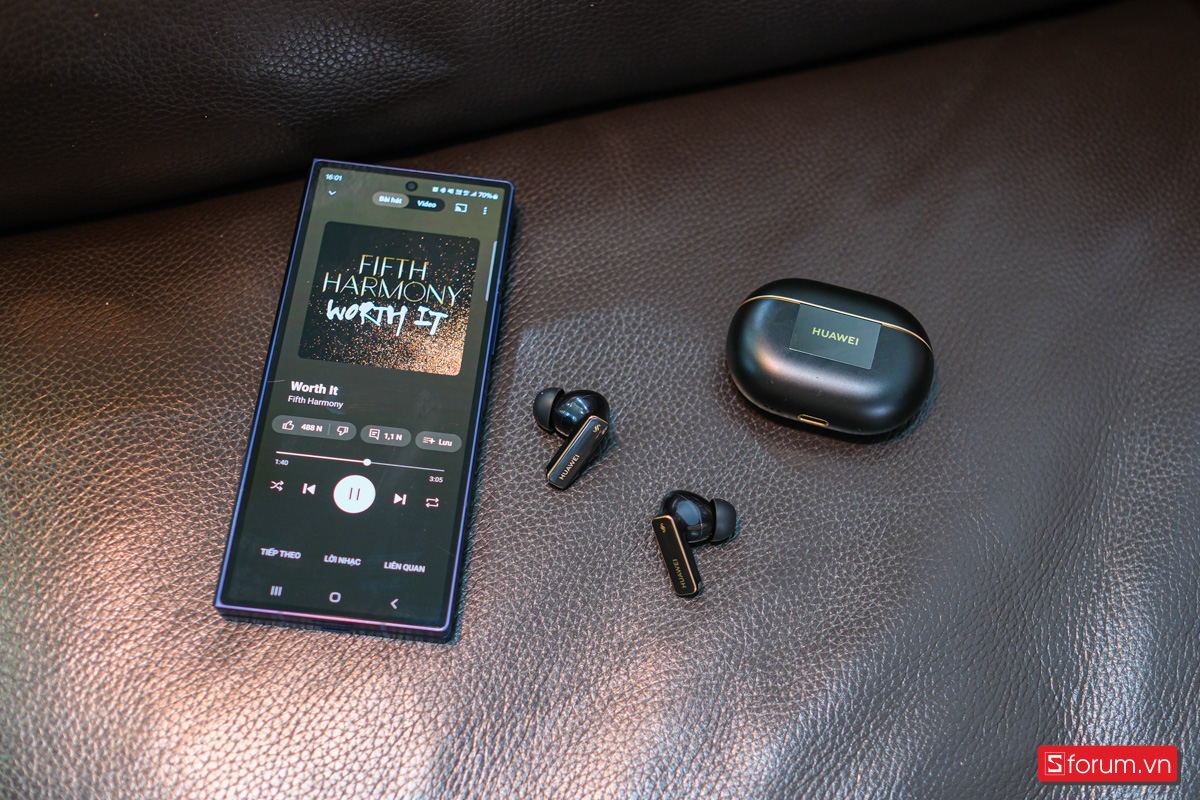 16:01
70%
Bài hát
Video
FIFTH
HARMONY
WORTH IT
Worth It
Fifth Harmony
488 N
1,1 N
Lưu
1:40
3:05
TIẾP THEO
LỜI NHẠC
LIÊN QUAN
HUAWEI
HUAWEI
HUAWEI
Sforum.vn